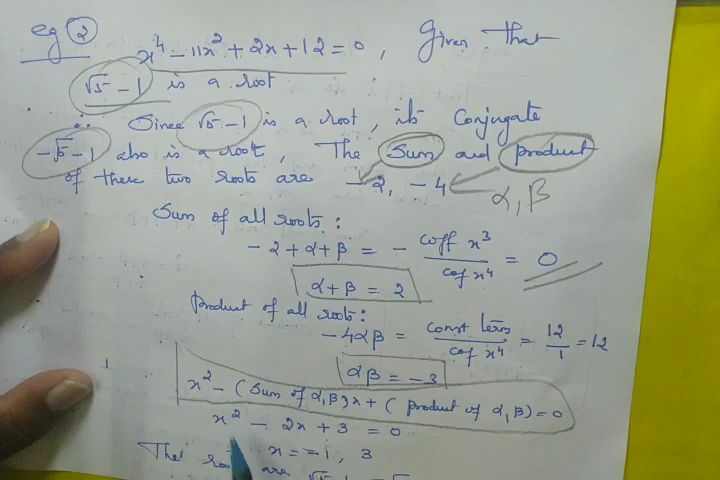 eg ②
x⁴ - 11x² + 2x + 12 = 0, Given that
√5 - 1 is a root
∴ Since √5 - 1 is a root, its Conjugate
-√5 - 1 also is a root, The Sum and product
of these two roots are -2, -4 α, β
Sum of all roots:
-2 + α + β = - coff x³ / cof x⁴ = 0
α + β = 2
Product of all roots:
-4αβ = const term / cof x⁴ = 12/1 = 12
αβ = -3
x² - (Sum of α, β)x + (product of α, β) = 0
x² - 2x + 3 = 0
x = -1, 3
The are √5